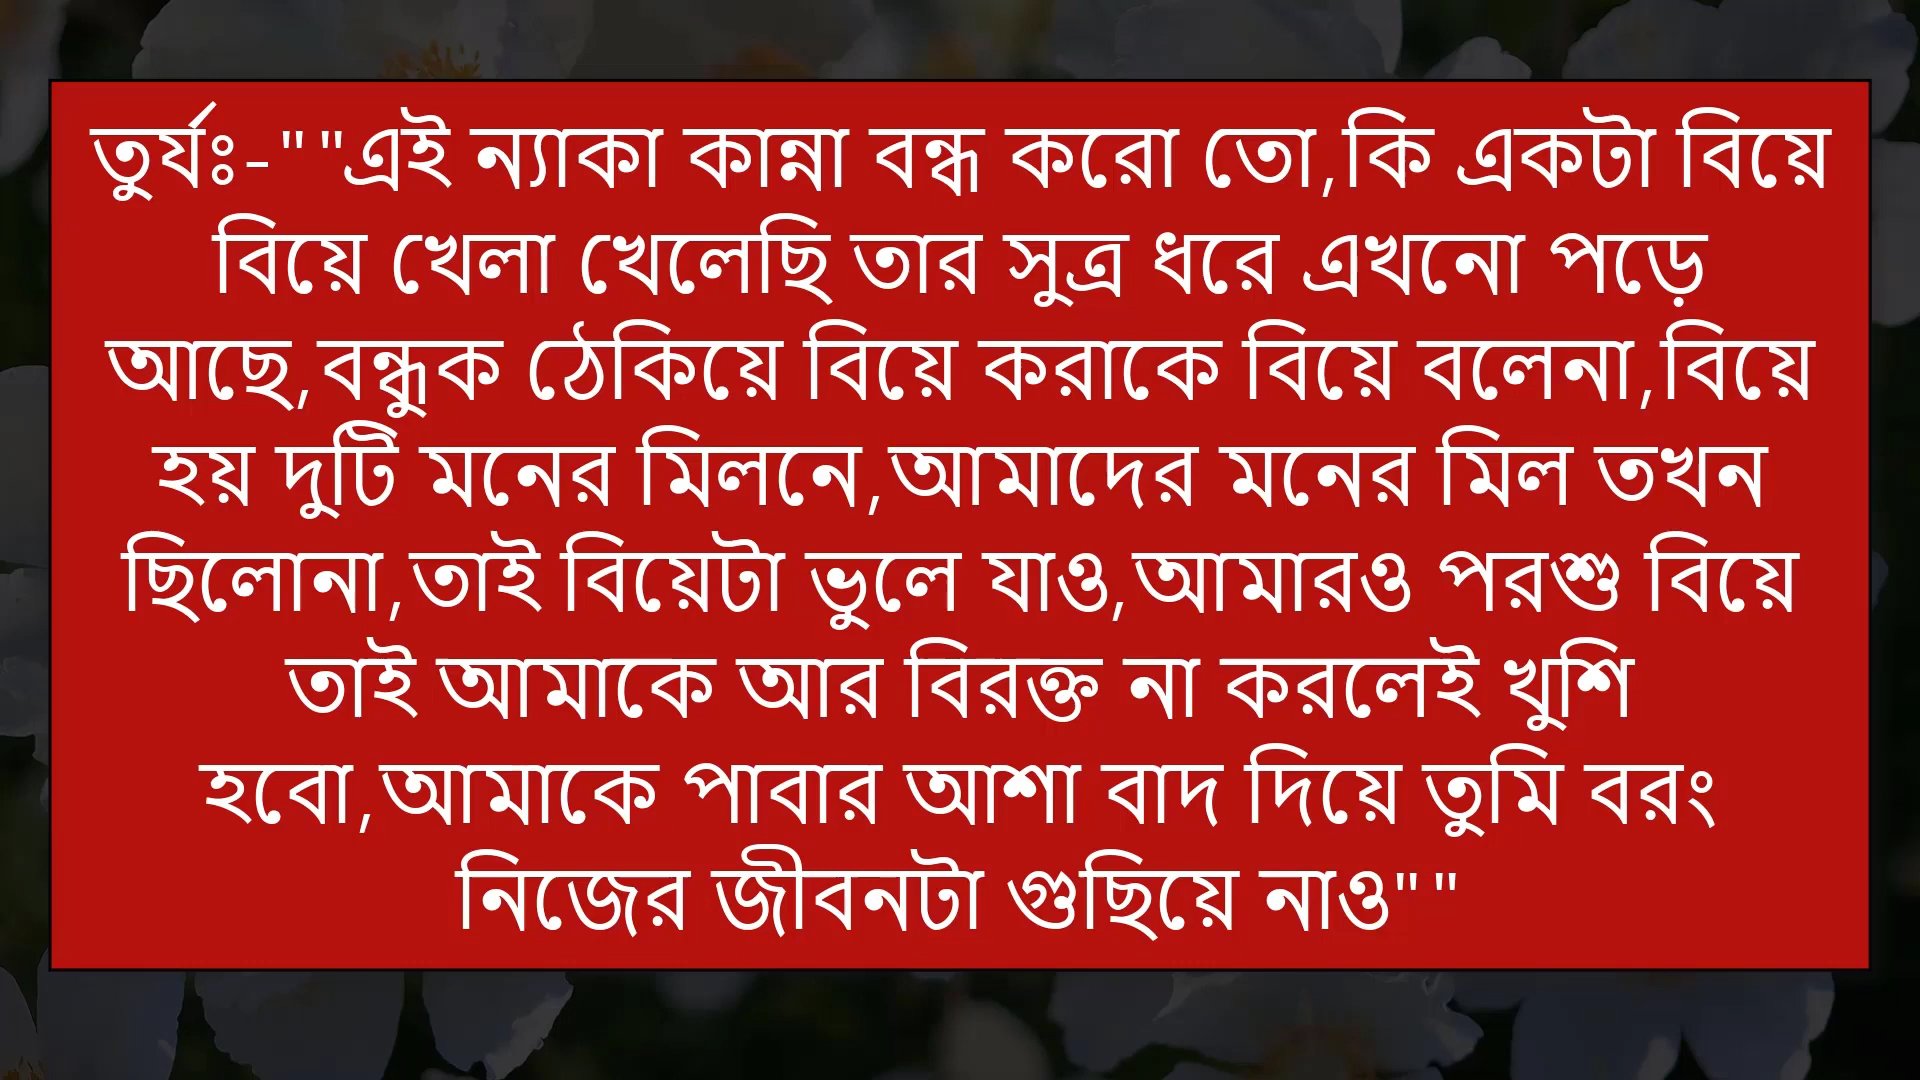 তুর্যঃ-""এই ন্যাকা কান্না বন্ধ করো তো,কি একটা বিয়ে
বিয়ে খেলা খেলেছি তার সুত্র ধরে এখনো পড়ে
আছে,বন্ধুক ঠেকিয়ে বিয়ে করাকে বিয়ে বলেনা,বিয়ে
হয় দুটি মনের মিলনে,আমাদের মনের মিল তখন
ছিলোনা,তাই বিয়েটা ভুলে যাও,আমারও পরশু বিয়ে
তাই আমাকে আর বিরক্ত না করলেই খুশি
হবো,আমাকে পাবার আশা বাদ দিয়ে তুমি বরং
নিজের জীবনটা গুছিয়ে নাও""